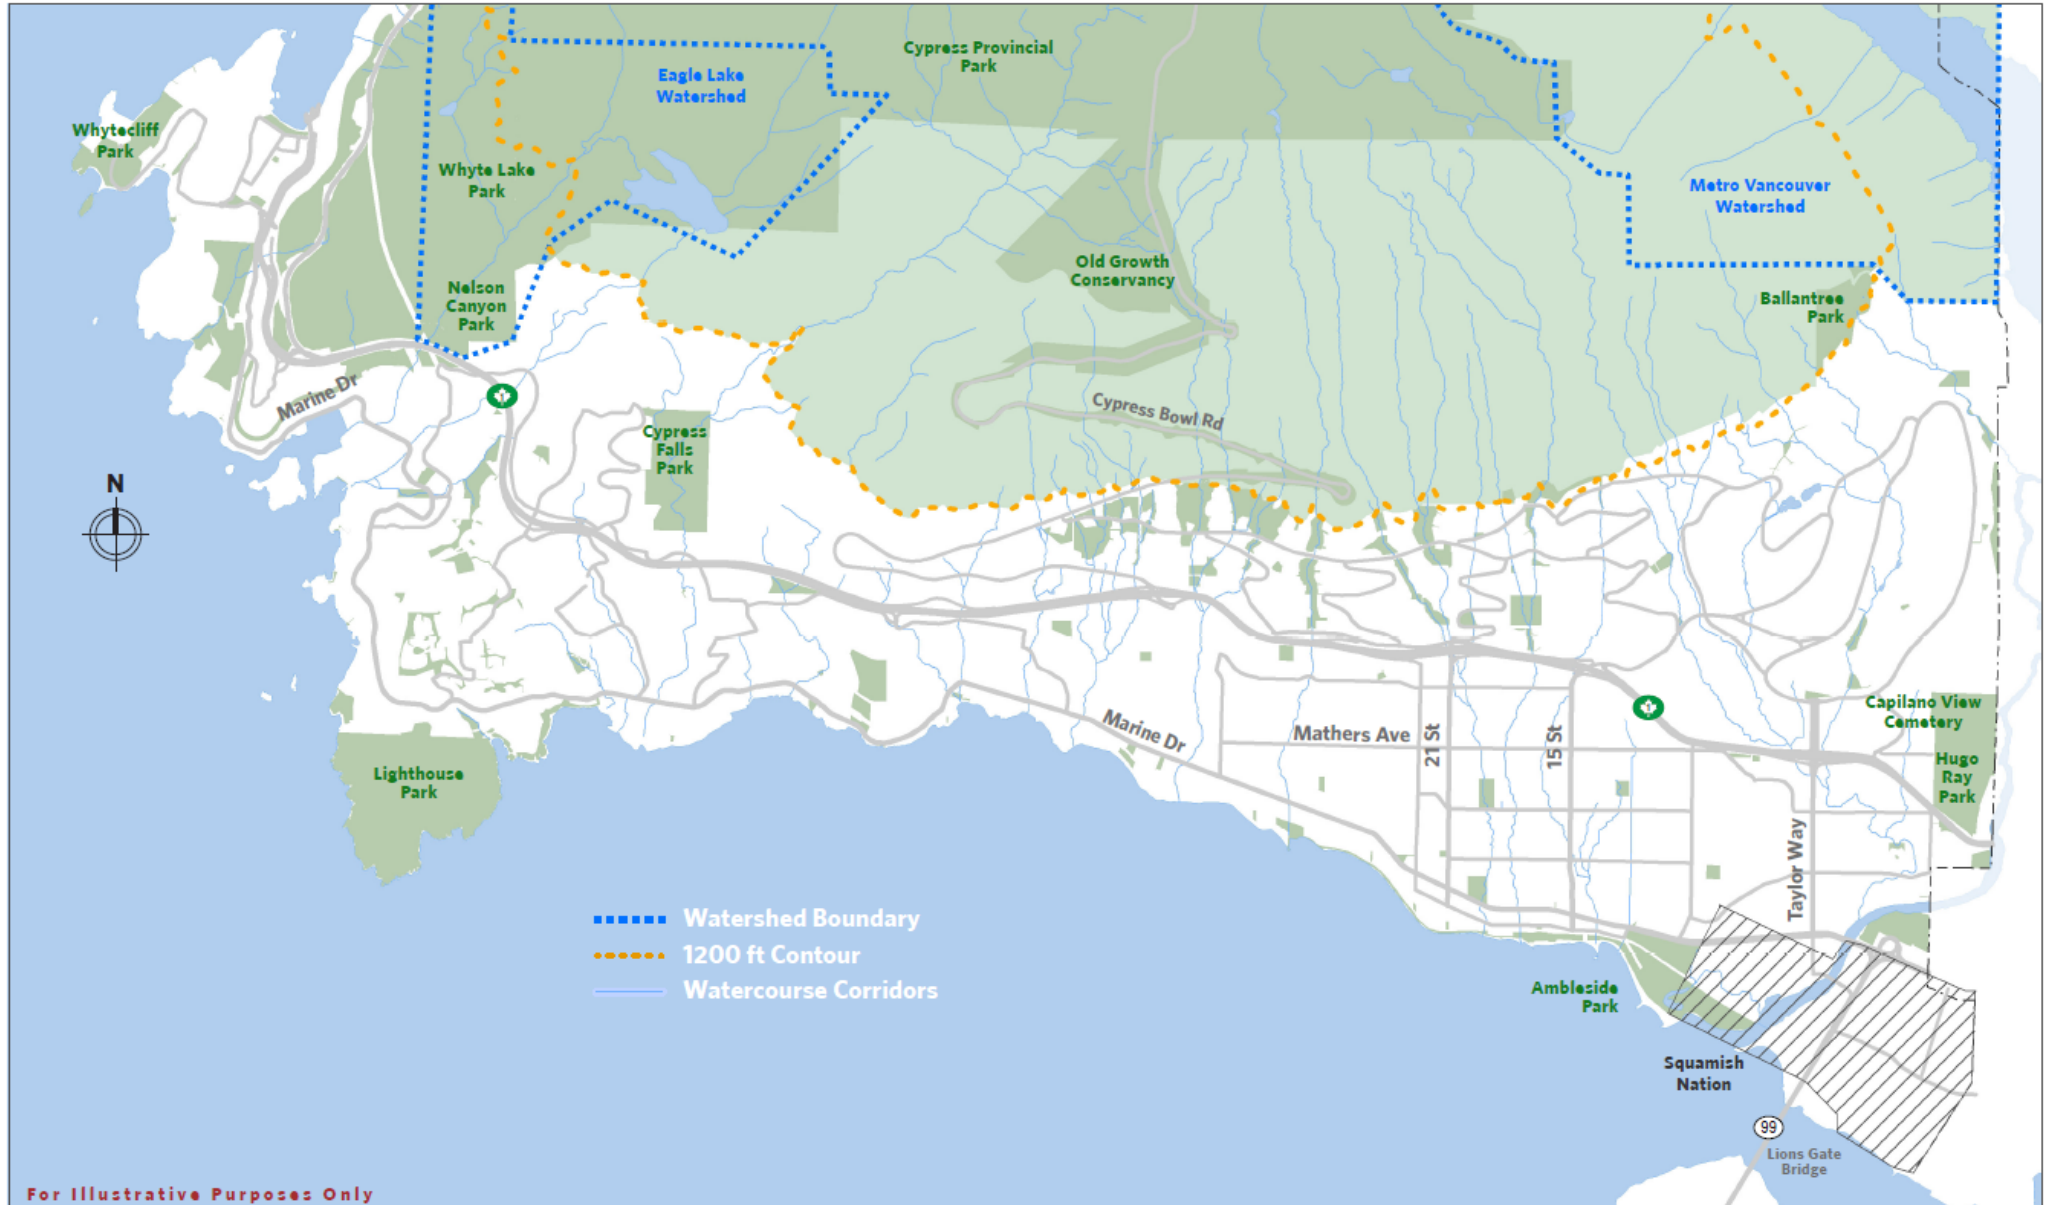 Cypress Provincial
Park
Eagle Lake
Watershed
Whytecliff
Park
Whyte Lake
Park
Metro Vancouver
Watershed
Old Growth
Conservancy
Nelson
Canyon
Park
Ballantree
Park
Marine Dr
1
Cypress Bowl Rd
Cypress
Falls
Park
N
Capilano View
Cemetery
1
Marine Dr
Mathers Ave
21 St
15 St
Hugo
Ray
Park
Lighthouse
Park
Taylor Way
Watershed Boundary
1200 ft Contour
Watercourse Corridors
Ambleside
Park
Squamish
Nation
99
Lions Gate
Bridge
For Illustrative Purposes Only